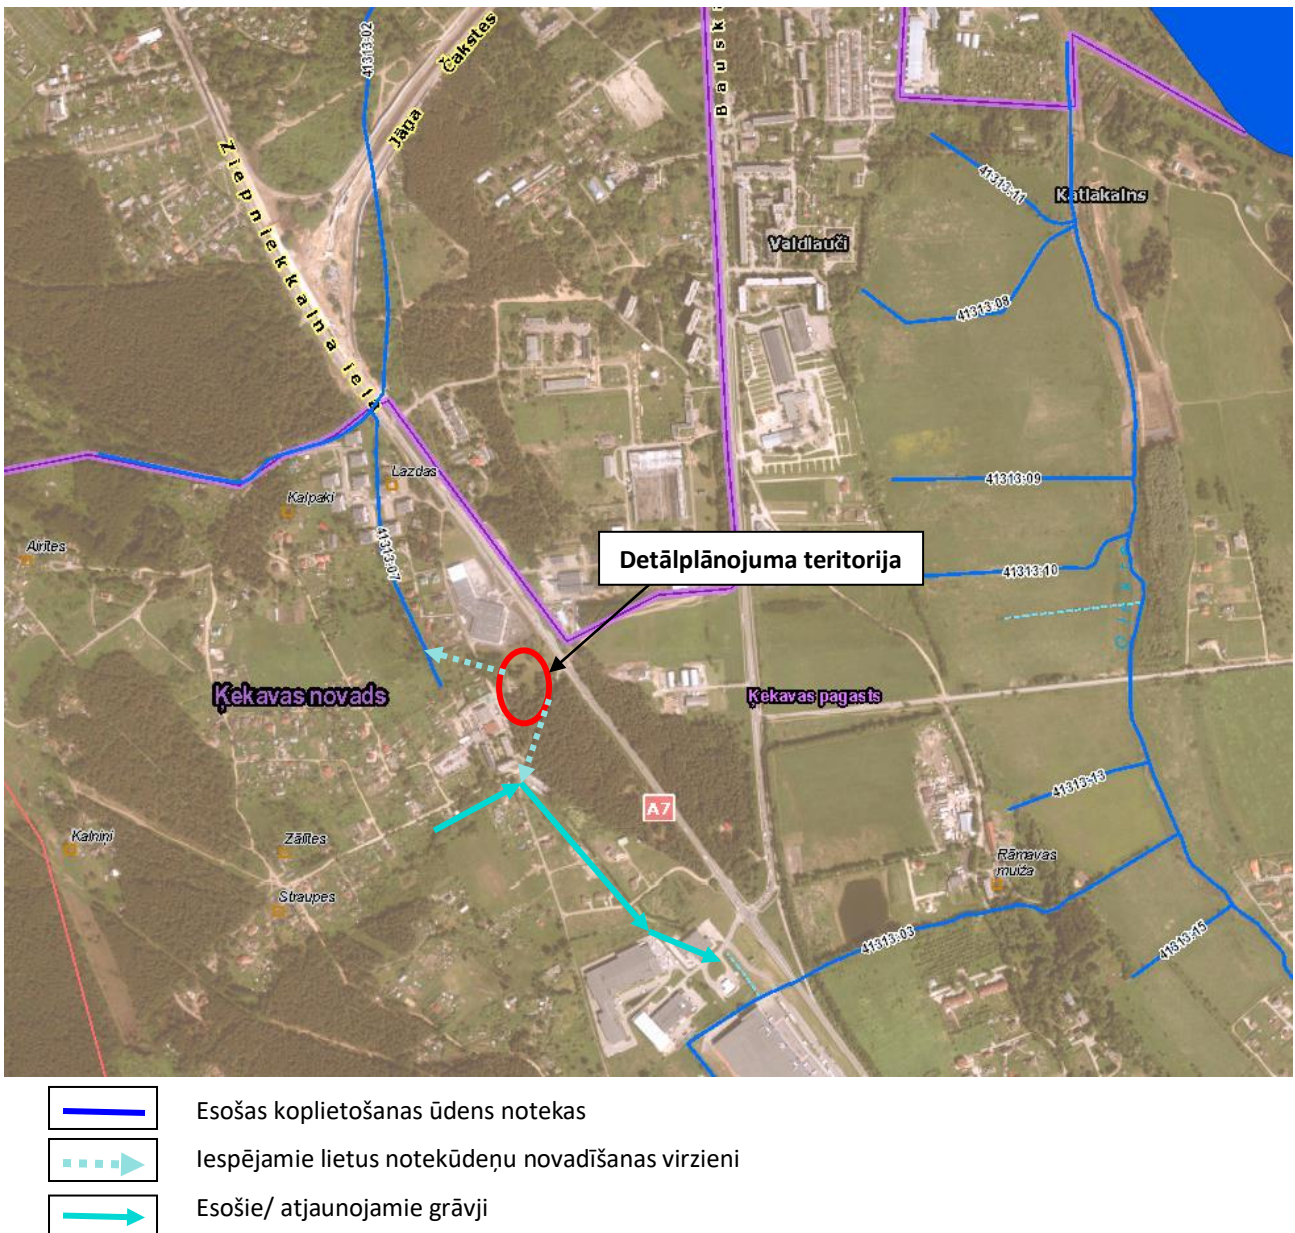 41313:02
Čakstes
Jāņa
Bauska
Ziepniekkalna iela
41313:11
Katlakalns
Valdlauči
41313:08
Lazdas
Kalpaki
41313:09
Airītes
41313:07
Detālplānojuma teritorija
41313:10
Ķekavas novads
Ķekavas pagasts
41313:13
A7
Kalniņi
Zālītes
Rāmavas
muiža
Straupes
41313:03
41313:15
Esošas koplietošanas ūdens notekas
Iespējamie lietus notekūdeņu novadīšanas virzieni
Esošie/ atjaunojamie grāvji